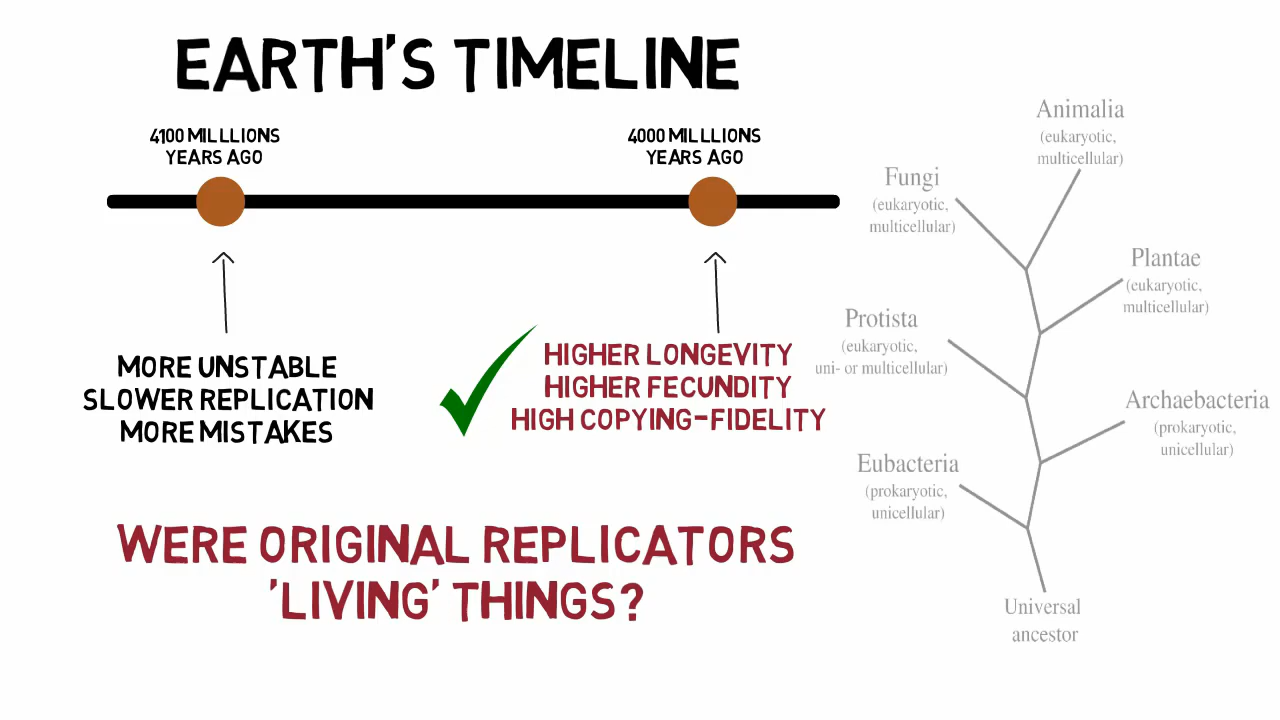 EARTH'S TIMELINE
4100 MILLLIONS
YEARS AGO
4000 MILLLIONS
YEARS AGO
MORE UNSTABLE
SLOWER REPLICATION
MORE MISTAKES
HIGHER LONGEVITY
HIGHER FECUNDITY
HIGH COPYING-FIDELITY
WERE ORIGINAL REPLICATORS
'LIVING' THINGS?
Animalia
(eukaryotic,
multicellular)
Fungi
(eukaryotic,
multicellular)
Plantae
(eukaryotic,
multicellular)
Protista
(eukaryotic,
uni- or multicellular)
Archaebacteria
(prokaryotic,
unicellular)
Eubacteria
(prokaryotic,
unicellular)
Universal
ancestor